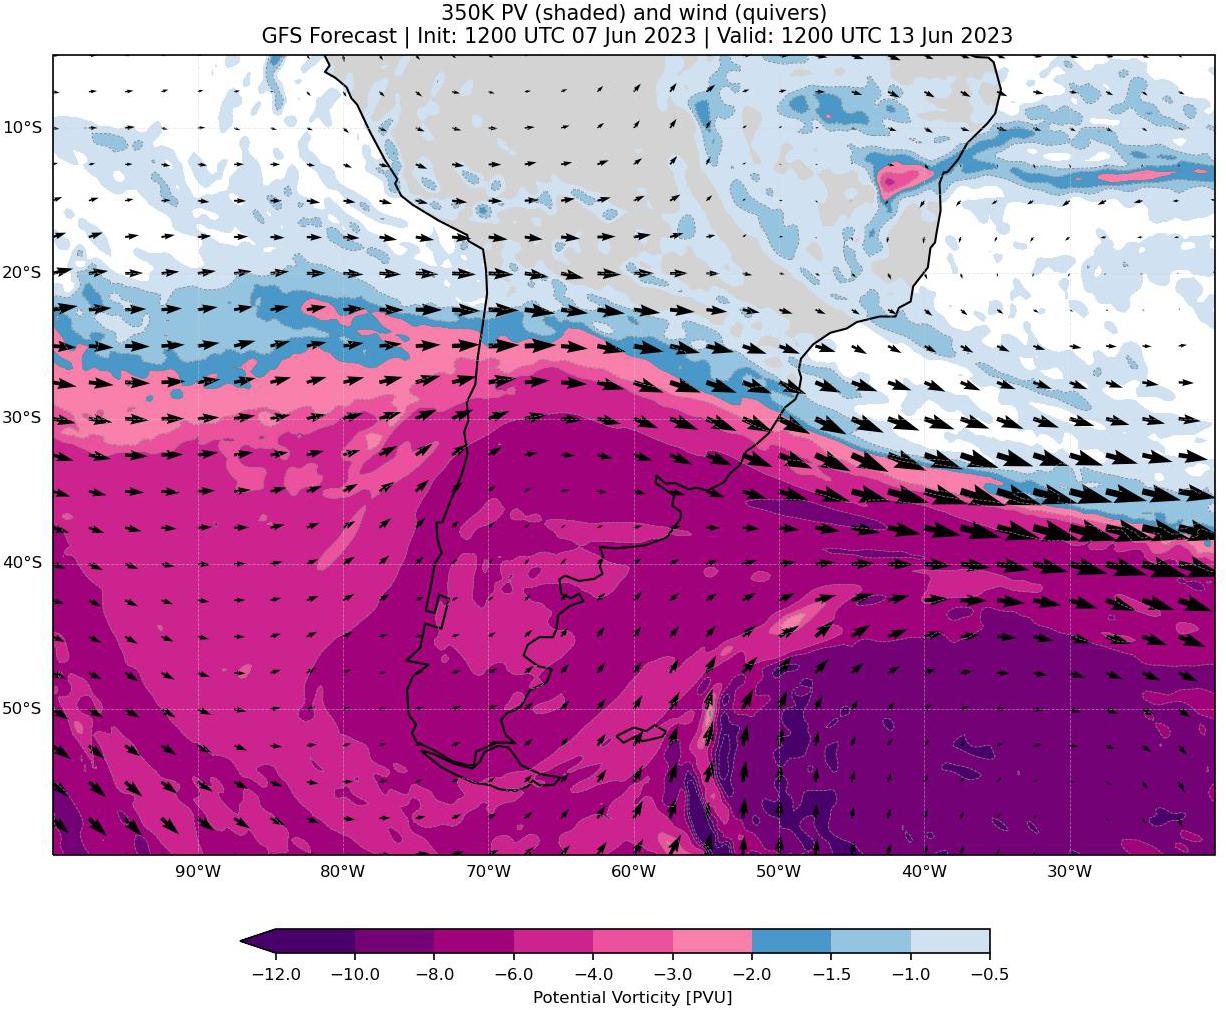 350K PV (shaded) and wind (quivers)
GFS Forecast | Init: 1200 UTC 07 Jun 2023 | Valid: 1200 UTC 13 Jun 2023
10°S
20°S
30°S
40°S
50°S
90°W 80°W 70°W 60°W 50°W 40°W 30°W
−12.0 −10.0 −8.0 −6.0 −4.0 −3.0 −2.0 −1.5 −1.0 −0.5
Potential Vorticity [PVU]